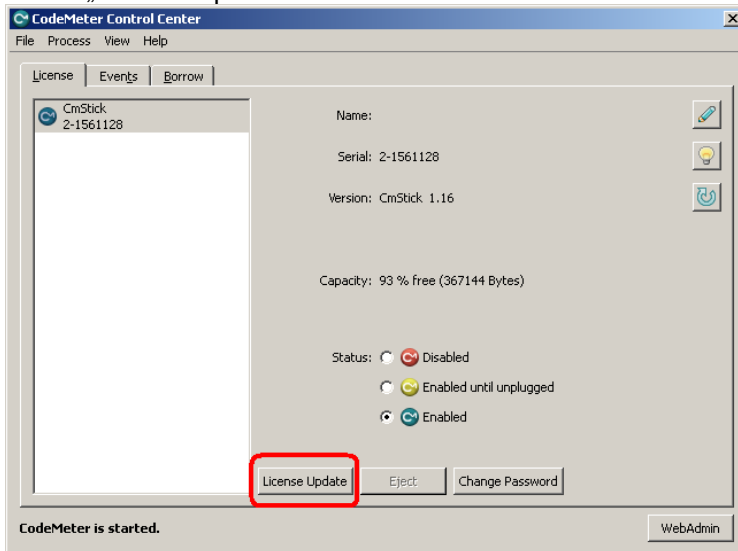 CodeMeter Control Center
File Process View Help
License Events Borrow
CmStick
2-1561128
Name:
Serial: 2-1561128
Version: CmStick 1.16
Capacity: 93 % free (367144 Bytes)
Status: Disabled
Enabled until unplugged
Enabled
License Update Eject Change Password
CodeMeter is started. WebAdmin